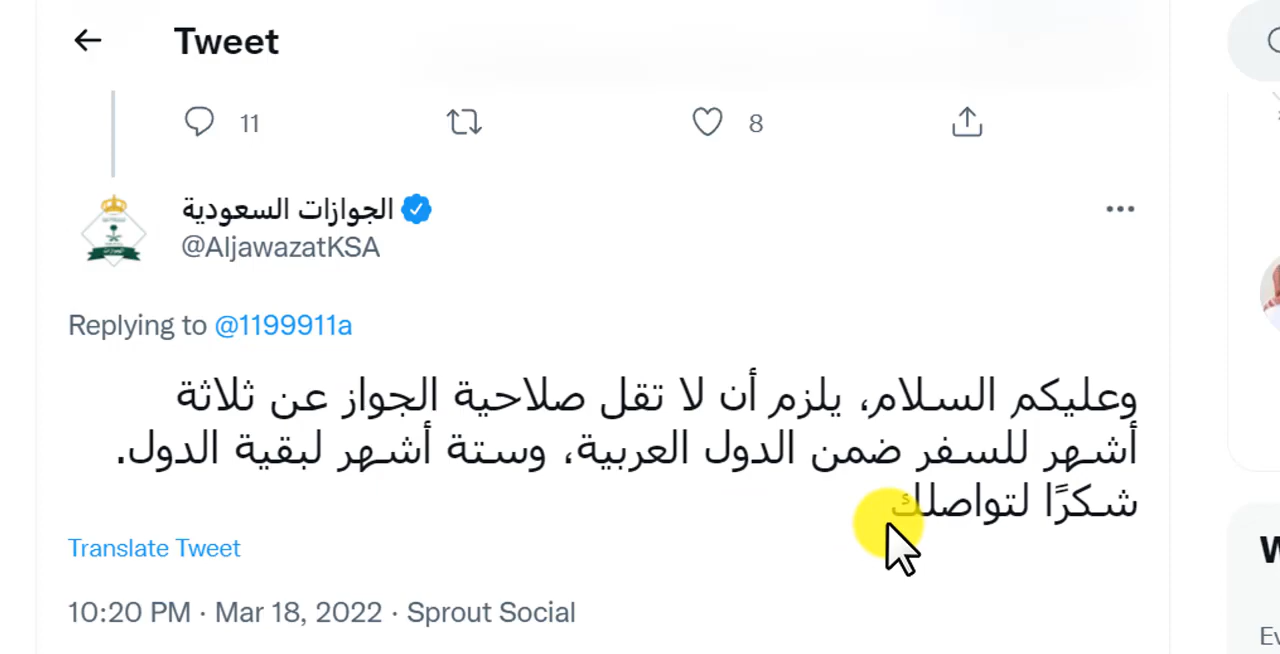 Tweet
11
8
الجوازات السعودية
@AljawazatKSA
Replying to @1199911a
وعليكم السلام، يلزم أن لا تقل صلاحية الجواز عن ثلاثة
أشهر للسفر ضمن الدول العربية، وستة أشهر لبقية الدول.
شكرًا لتواصلك
Translate Tweet
10:20 PM · Mar 18, 2022 · Sprout Social